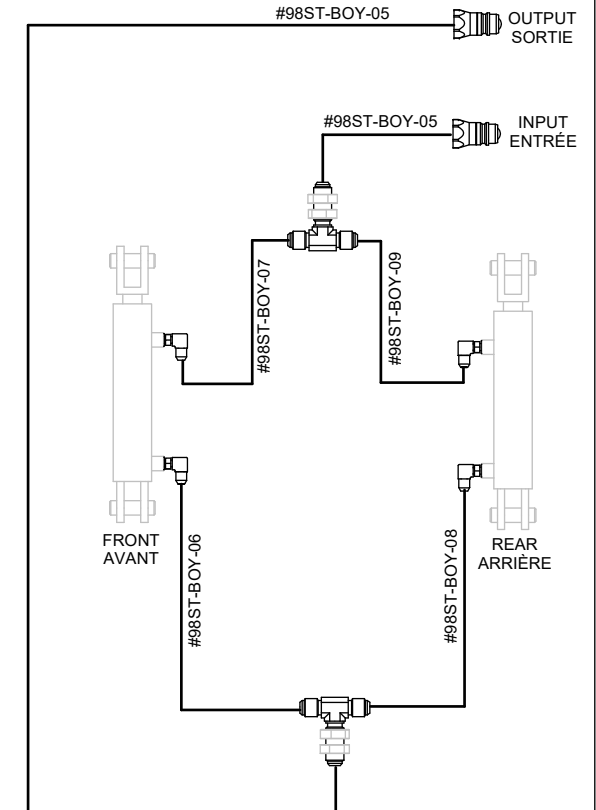 #98ST-BOY-05
OUTPUT
SORTIE
#98ST-BOY-05
INPUT
ENTRÉE
#98ST-BOY-07
#98ST-BOY-09
FRONT
AVANT
#98ST-BOY-06
#98ST-BOY-08
REAR
ARRIÈRE